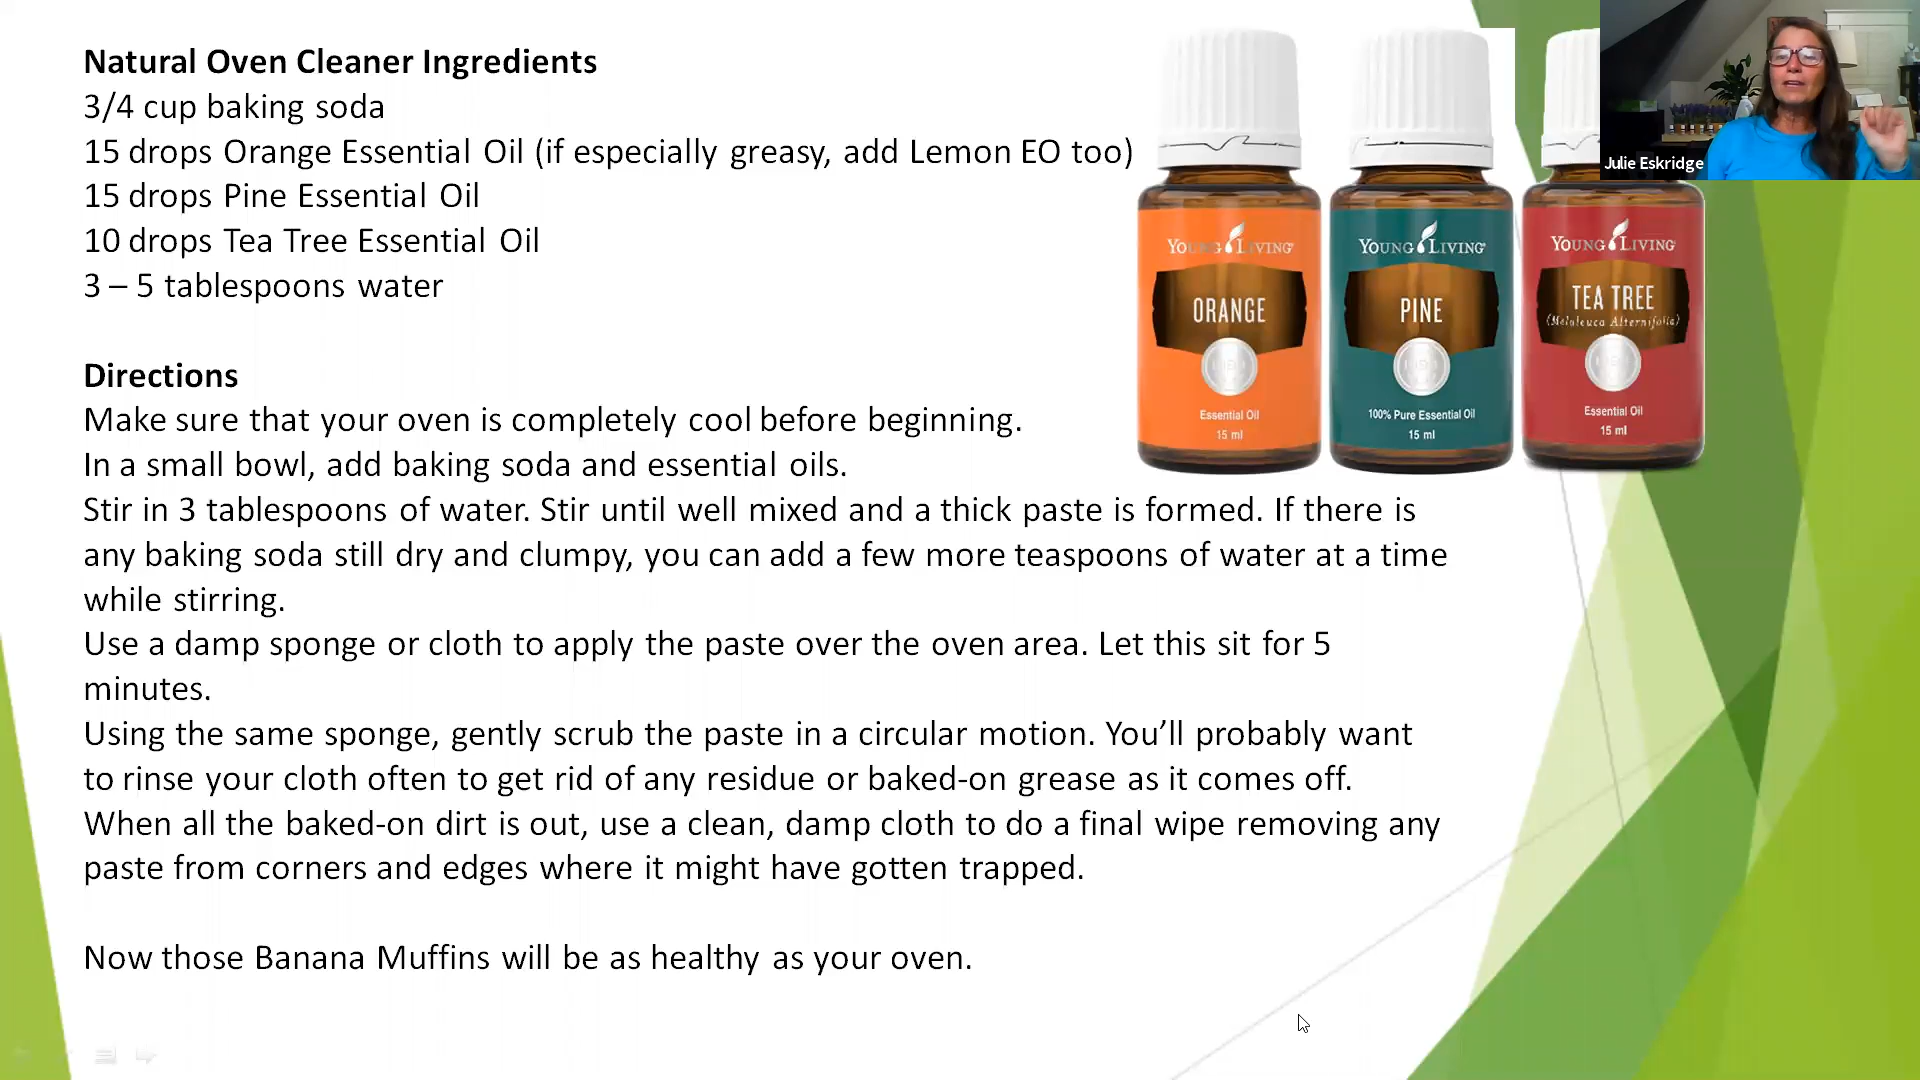 Natural Oven Cleaner Ingredients
3/4 cup baking soda
15 drops Orange Essential Oil (if especially greasy, add Lemon EO too)
15 drops Pine Essential Oil
10 drops Tea Tree Essential Oil
3 – 5 tablespoons water
Directions
Make sure that your oven is completely cool before beginning.
In a small bowl, add baking soda and essential oils.
Stir in 3 tablespoons of water. Stir until well mixed and a thick paste is formed. If there is
any baking soda still dry and clumpy, you can add a few more teaspoons of water at a time
while stirring.
Use a damp sponge or cloth to apply the paste over the oven area. Let this sit for 5
minutes.
Using the same sponge, gently scrub the paste in a circular motion. You’ll probably want
to rinse your cloth often to get rid of any residue or baked-on grease as it comes off.
When all the baked-on dirt is out, use a clean, damp cloth to do a final wipe removing any
paste from corners and edges where it might have gotten trapped.
Now those Banana Muffins will be as healthy as your oven.
YOUNG LIVING
ORANGE
Essential Oil
15 ml
YOUNG LIVING
PINE
100% Pure Essential Oil
15 ml
YOUNG LIVING
TEA TREE
(Melaleuca Alternifolia)
Essential Oil
15 ml
Julie Eskridge